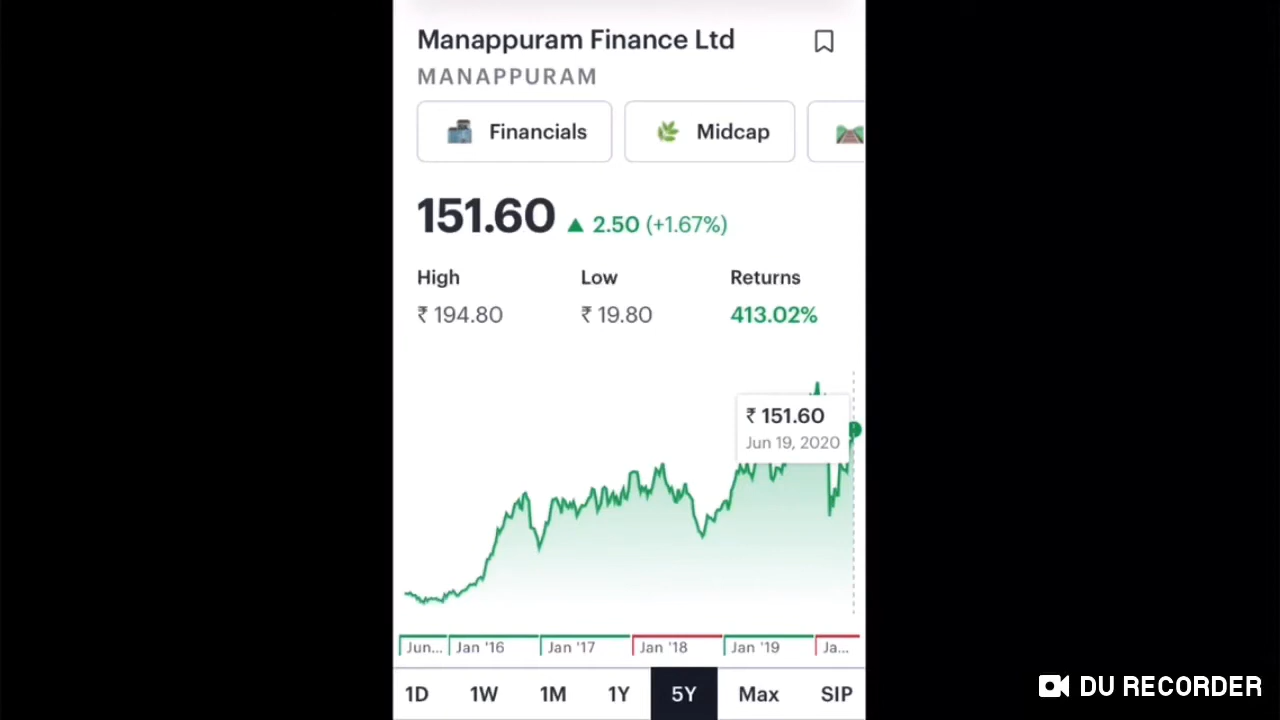 Manappuram Finance Ltd
MANAPPURAM
Financials Midcap
151.60 ▲ 2.50 (+1.67%)
High Low Returns
₹ 194.80 ₹ 19.80 413.02%
₹ 151.60
Jun 19, 2020
Jun... Jan '16 Jan '17 Jan '18 Jan '19 Ja...
1D 1W 1M 1Y 5Y Max SIP
DU RECORDER